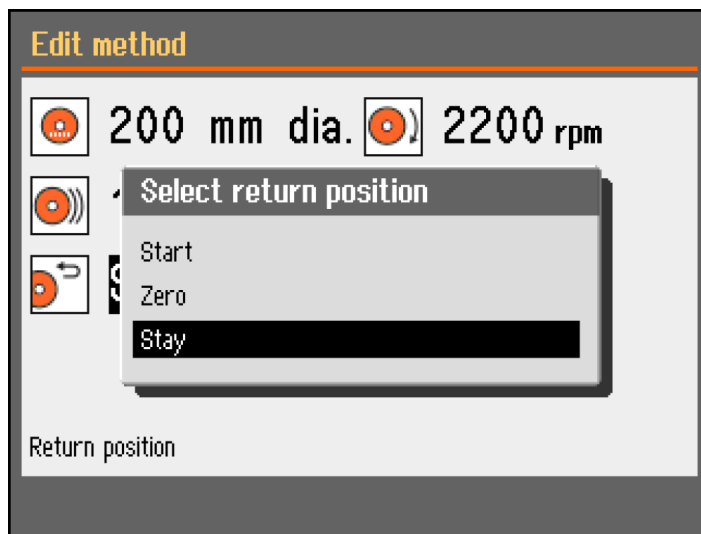 Edit method
200 mm dia. 2200 rpm
Select return position
Start
Zero
Stay
Return position